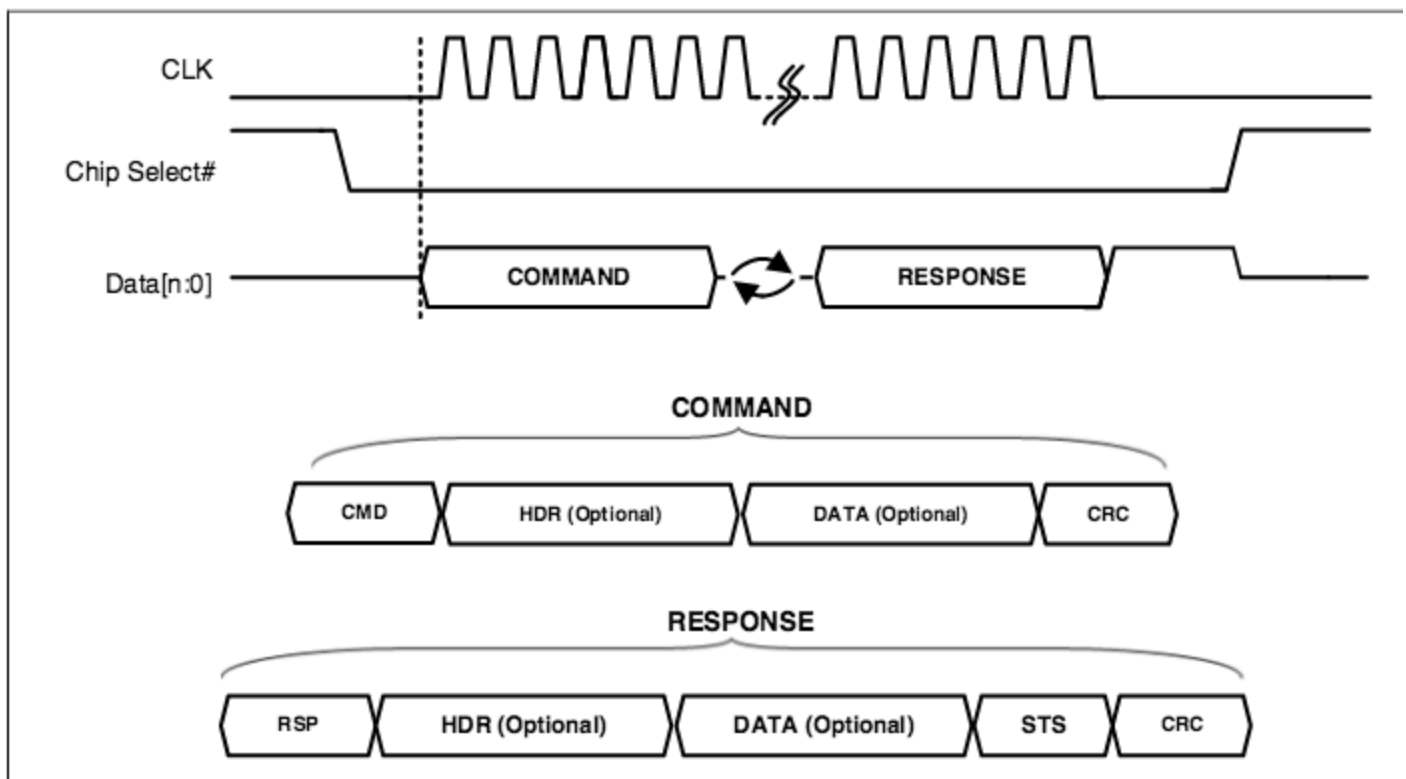 CLK
Chip Select#
Data[n:0]
COMMAND
RESPONSE
COMMAND
CMD
HDR (Optional)
DATA (Optional)
CRC
RESPONSE
RSP
HDR (Optional)
DATA (Optional)
STS
CRC